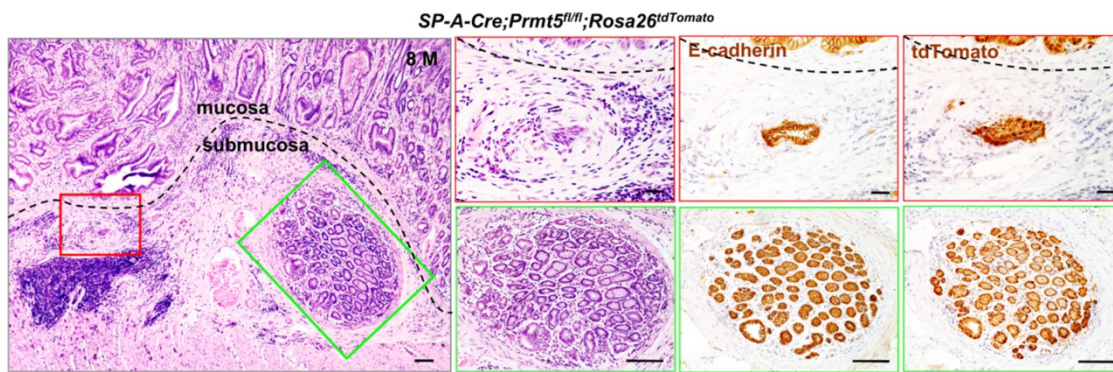 SP-A-Cre;Prmt5fl/fl;Rosa26tdTomato
8 M
mucosa
submucosa
E-cadherin
tdTomato